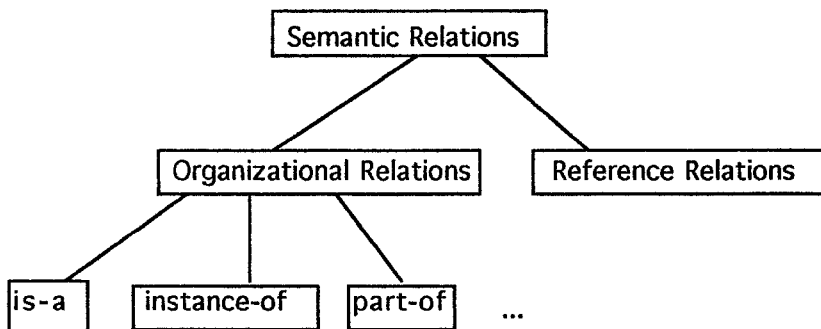 Semantic Relations
Organizational Relations
Reference Relations
is-a
instance-of
part-of
...